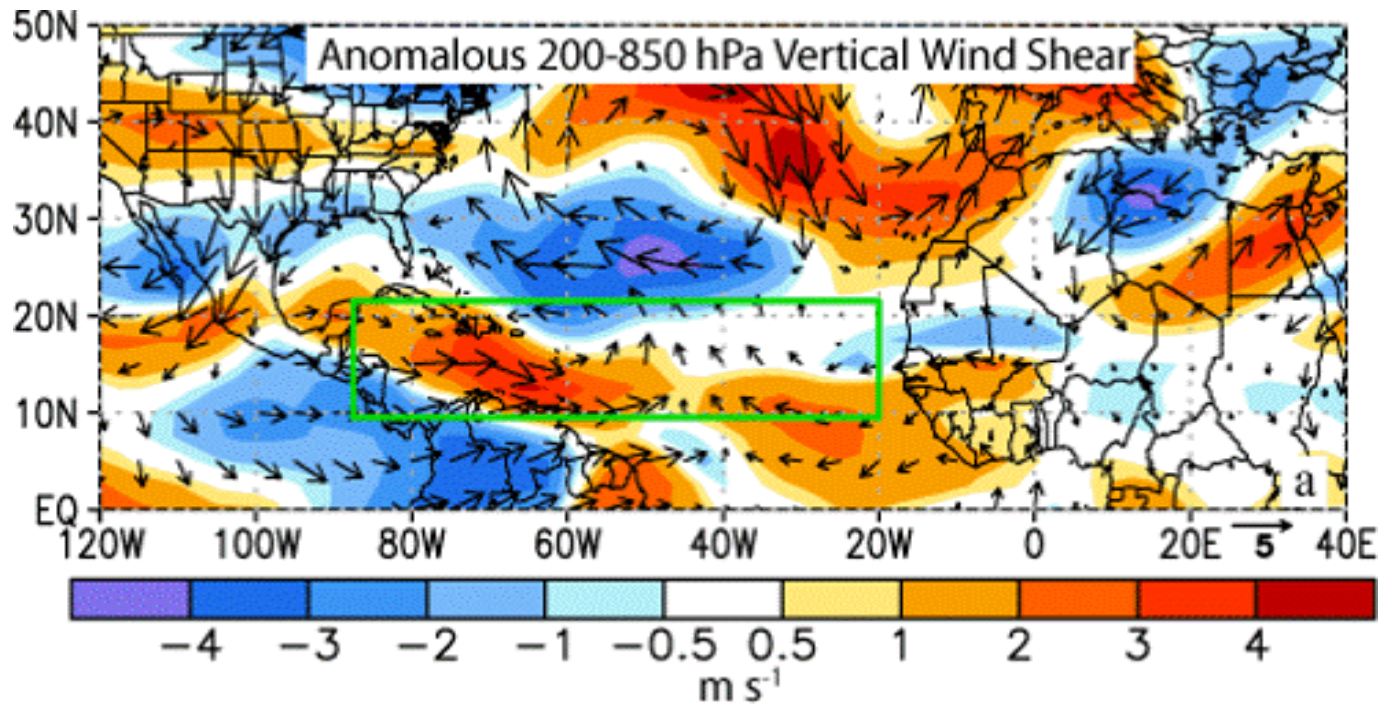 50N
Anomalous 200-850 hPa Vertical Wind Shear
40N
30N
20N
10N
EQ
a
120W 100W 80W 60W 40W 20W 0 20E 5 40E
−4 −3 −2 −1 −0.5 0.5 1 2 3 4
m s⁻¹